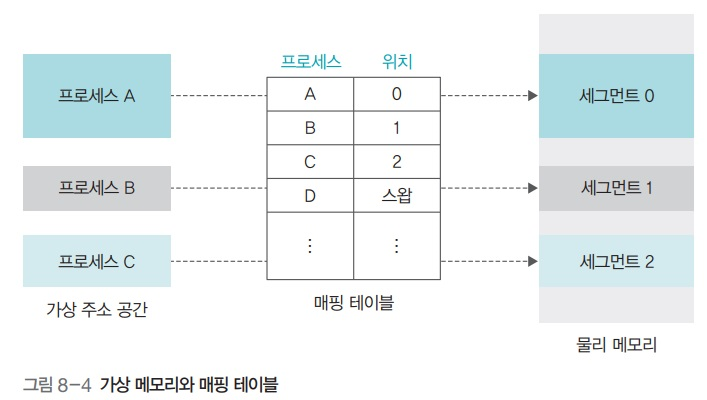 프로세스 위치
프로세스 A
A 0
세그먼트 0
B 1
C 2
프로세스 B
D 스왑
세그먼트 1
⋮ ⋮
프로세스 C
세그먼트 2
가상 주소 공간
매핑 테이블
물리 메모리
그림 8-4 가상 메모리와 매핑 테이블